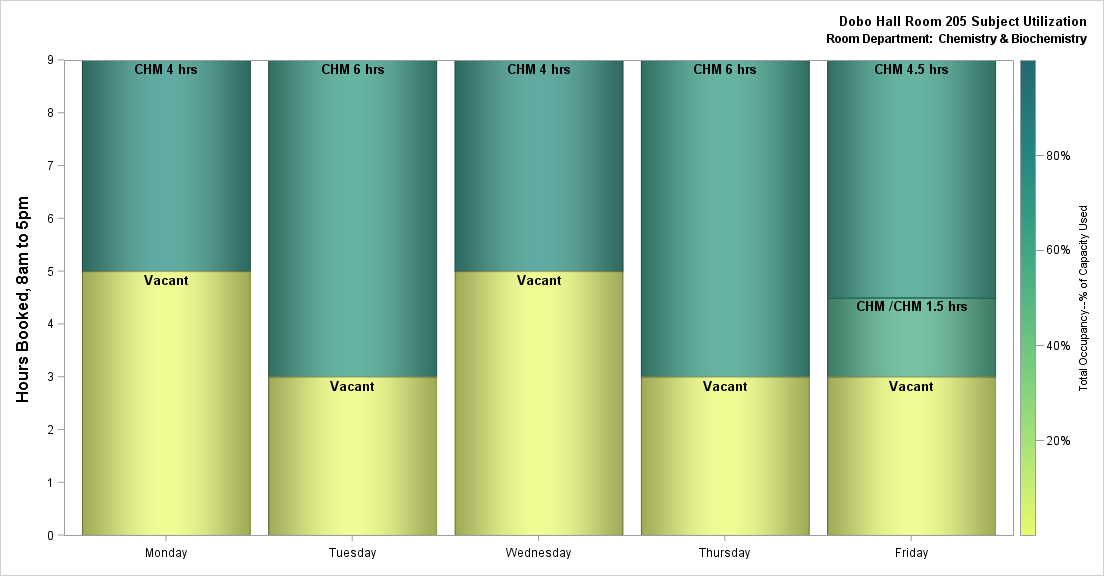 Dobo Hall Room 205 Subject Utilization
Room Department: Chemistry & Biochemistry
Hours Booked, 8am to 5pm
9
8
7
6
5
4
3
2
1
0
CHM 4 hrs
Vacant
CHM 6 hrs
Vacant
CHM 4 hrs
Vacant
CHM 6 hrs
Vacant
CHM 4.5 hrs
CHM /CHM 1.5 hrs
Vacant
Monday
Tuesday
Wednesday
Thursday
Friday
80%
60%
40%
20%
Total Occupancy--% of Capacity Used